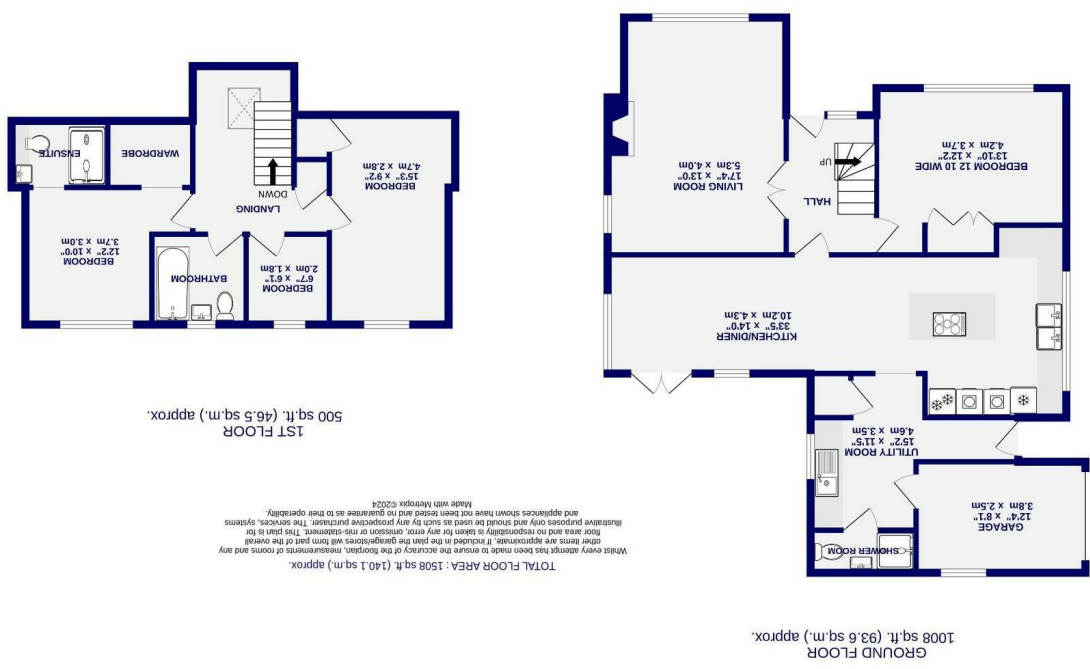 GROUND FLOOR
1008 sq.ft. (93.6 sq.m.) approx.
SHOWER ROOM
GARAGE
12'4" x 8'1"
3.8m x 2.5m
UTILITY ROOM
15'2" x 11'5"
4.6m x 3.5m
KITCHEN/DINER
33'5" x 14'0"
10.2m x 4.3m
HALL
UP
BEDROOM 12 10 WIDE
13'10" x 12'2"
4.2m x 3.7m
LIVING ROOM
17'4" x 13'0"
5.3m x 4.0m
1ST FLOOR
500 sq.ft. (46.5 sq.m.) approx.
BEDROOM
6'7" x 6'1"
2.0m x 1.8m
BATHROOM
BEDROOM
12'2" x 10'0"
3.7m x 3.0m
LANDING
DOWN
BEDROOM
15'3" x 9'2"
4.7m x 2.8m
WARDROBE
ENSUITE
TOTAL FLOOR AREA : 1508 sq.ft. (140.1 sq.m.) approx.
Whilst every attempt has been made to ensure the accuracy of the floorplan, measurements of rooms and any
other items are approximate. If included in the plan the garage/stores will form part of the overall
floor area and no responsibility is taken for any error, omission or mis-statement. This plan is for
illustrative purposes only and should be used as such by any prospective purchaser. The services, systems
and appliances shown have not been tested and no guarantee as to their operability.
Made with Metropix ©2024